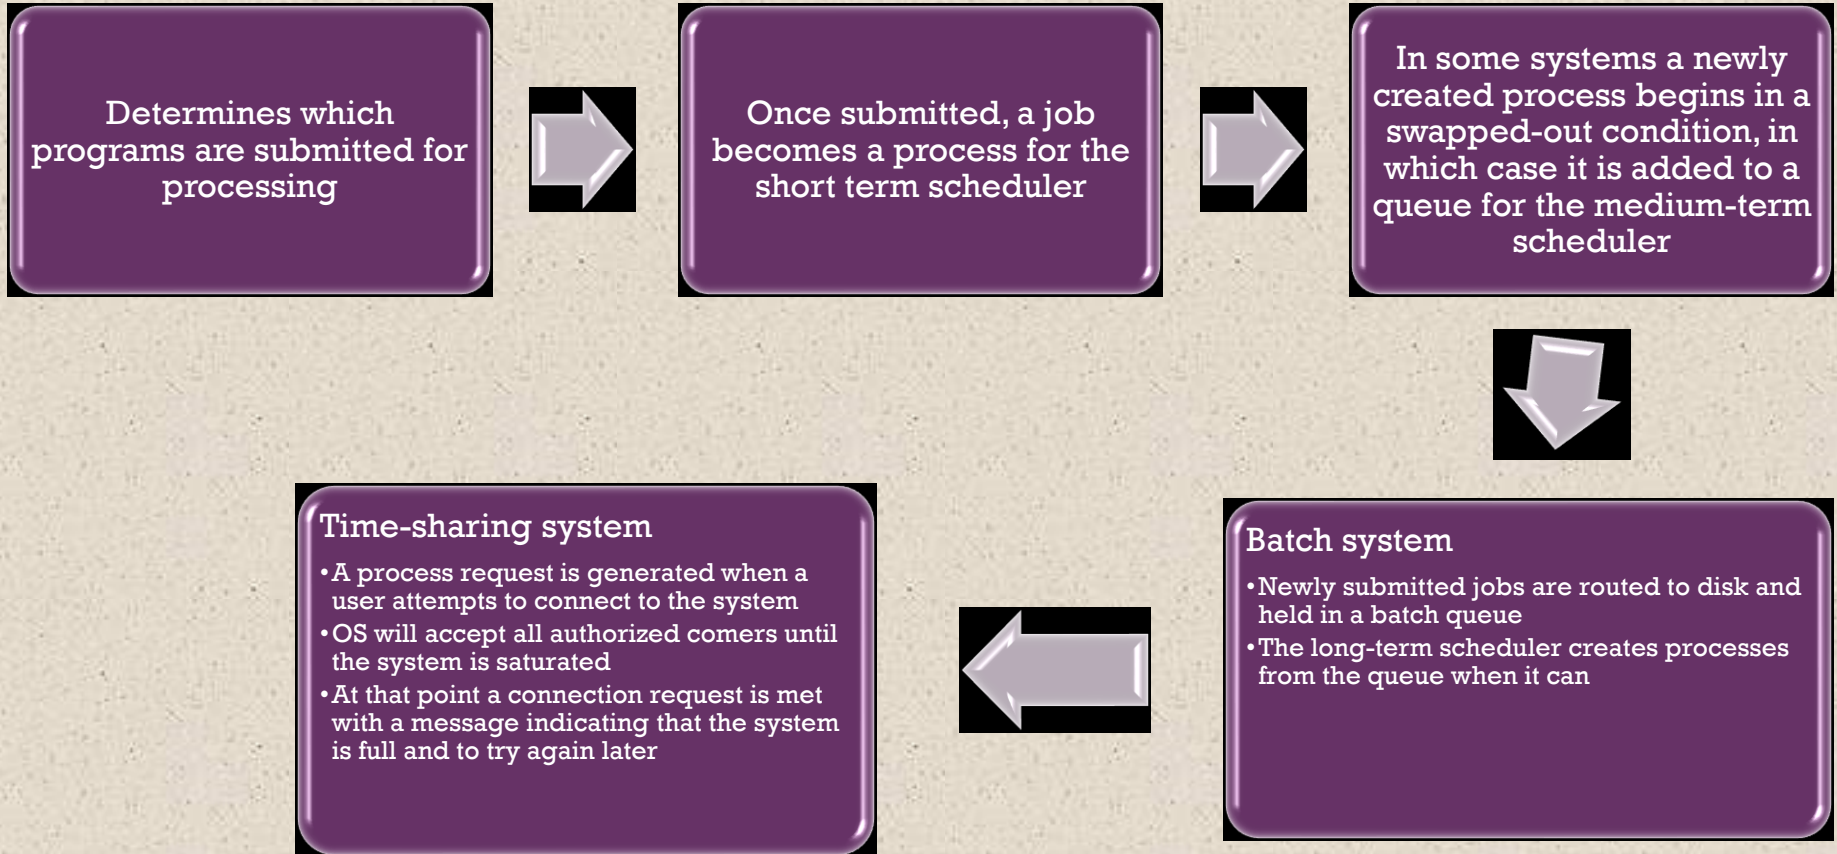 Determines which
programs are submitted for
processing
Once submitted, a job
becomes a process for the
short term scheduler
In some systems a newly
created process begins in a
swapped-out condition, in
which case it is added to a
queue for the medium-term
scheduler
Batch system
•Newly submitted jobs are routed to disk and
held in a batch queue
•The long-term scheduler creates processes
from the queue when it can
Time-sharing system
•A process request is generated when a
user attempts to connect to the system
•OS will accept all authorized comers until
the system is saturated
•At that point a connection request is met
with a message indicating that the system
is full and to try again later